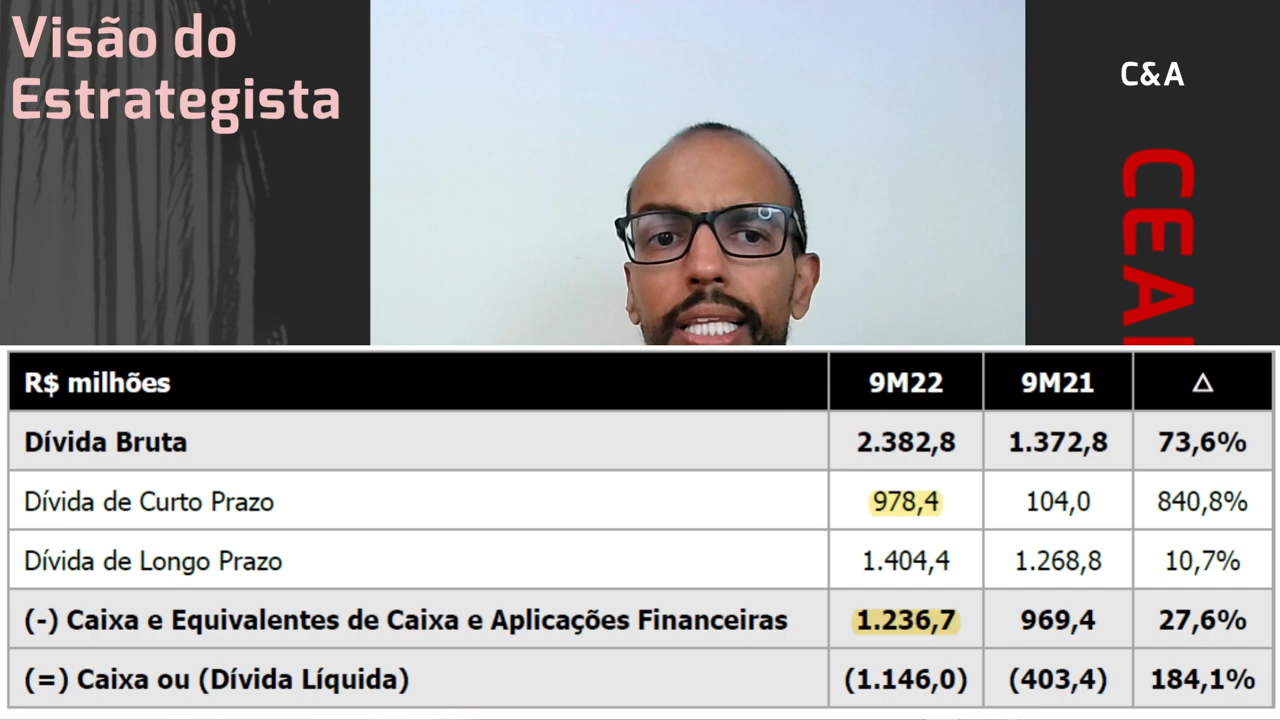 Visão do
Estrategista
C&A
CEA
R$ milhões 9M22 9M21 △
Dívida Bruta 2.382,8 1.372,8 73,6%
Dívida de Curto Prazo 978,4 104,0 840,8%
Dívida de Longo Prazo 1.404,4 1.268,8 10,7%
(-) Caixa e Equivalentes de Caixa e Aplicações Financeiras 1.236,7 969,4 27,6%
(=) Caixa ou (Dívida Líquida) (1.146,0) (403,4) 184,1%